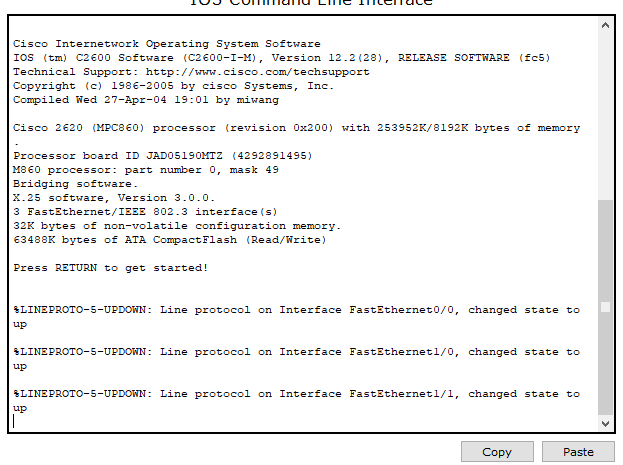 IOS Command Line Interface
Cisco Internetwork Operating System Software
IOS (tm) C2600 Software (C2600-I-M), Version 12.2(28), RELEASE SOFTWARE (fc5)
Technical Support: http://www.cisco.com/techsupport
Copyright (c) 1986-2005 by cisco Systems, Inc.
Compiled Wed 27-Apr-04 19:01 by miwang
Cisco 2620 (MPC860) processor (revision 0x200) with 253952K/8192K bytes of memory
.
Processor board ID JAD05190MTZ (4292891495)
M860 processor: part number 0, mask 49
Bridging software.
X.25 software, Version 3.0.0.
3 FastEthernet/IEEE 802.3 interface(s)
32K bytes of non-volatile configuration memory.
63488K bytes of ATA CompactFlash (Read/Write)
Press RETURN to get started!
%LINEPROTO-5-UPDOWN: Line protocol on Interface FastEthernet0/0, changed state to
up
%LINEPROTO-5-UPDOWN: Line protocol on Interface FastEthernet1/0, changed state to
up
%LINEPROTO-5-UPDOWN: Line protocol on Interface FastEthernet1/1, changed state to
up
Copy Paste